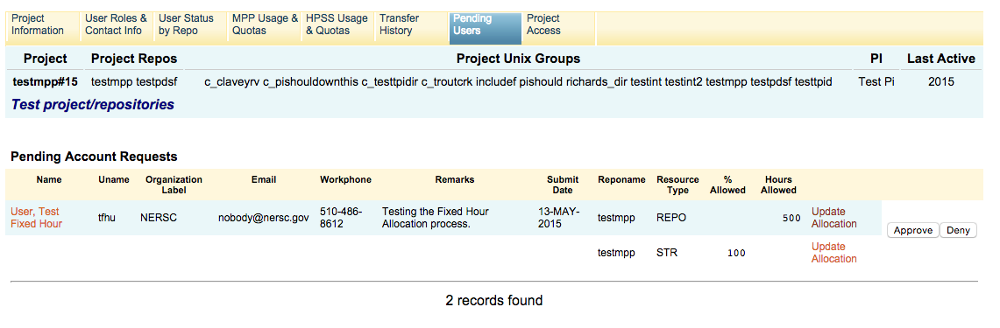 Project Information
User Roles & Contact Info
User Status by Repo
MPP Usage & Quotas
HPSS Usage & Quotas
Transfer History
Pending Users
Project Access
Project Project Repos Project Unix Groups PI Last Active
testmpp#15 testmpp testpdsf c_claveyrv c_pishouldownthis c_testtpidir c_troutcrk includef pishould richards_dir testint testint2 testmpp testpdsf testtpid Test Pi 2015
Test project/repositories
Pending Account Requests
Name Uname Organization Label Email Workphone Remarks Submit Date Reponame Resource Type % Allowed Hours Allowed
User, Test Fixed Hour tfhu NERSC nobody@nersc.gov 510-486-8612 Testing the Fixed Hour Allocation process. 13-MAY-2015 testmpp REPO 500 Update Allocation
Approve Deny
testmpp STR 100 Update Allocation
2 records found